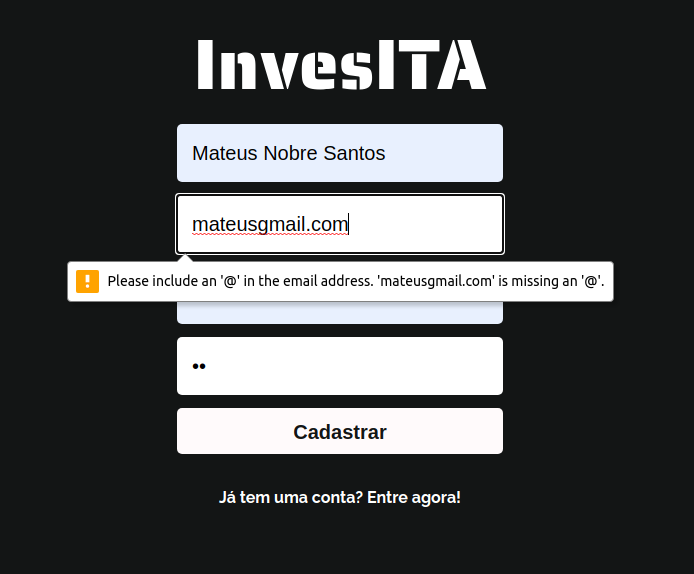 InvesITA
Mateus Nobre Santos
mateusgmail.com
Please include an '@' in the email address. 'mateusgmail.com' is missing an '@'.
Cadastrar
Já tem uma conta? Entre agora!